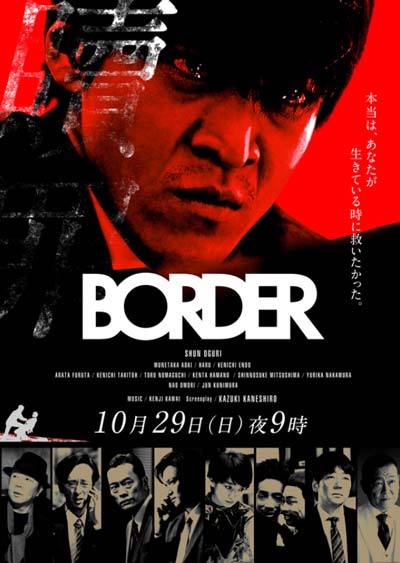 贖罪
本当は、あなたが
生きている時に救いたかった。
BORDER
SHUN OGURI
MUNETAKA AOKI / HARU / KENICHI ENDO
ARATA FURUTA / KENICHI TAKITOH / TORU NOMAGUCHI / KENTA HAMANO / SHINNOSUKE MITSUSHIMA / YURIKA NAKAMURA
NAO OMORI / JUN KUNIMURA
MUSIC / KENJI KAWAI Screenplay / KAZUKI KANESHIRO
10月29日(日)夜9時